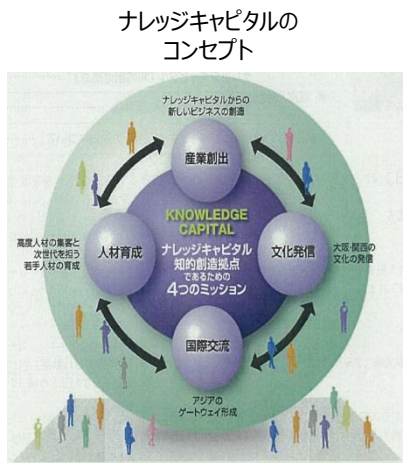 ナレッジキャピタルの
コンセプト
ナレッジキャピタルからの
新しいビジネスの創造
産業創出
KNOWLEDGE
CAPITAL
ナレッジキャピタル
知的創造拠点
であるための
4つのミッション
高度人材の集客と
次世代を担う
若手人材の育成
人材育成
文化発信
大阪・関西の
文化の発信
国際交流
アジアの
ゲートウェイ形成